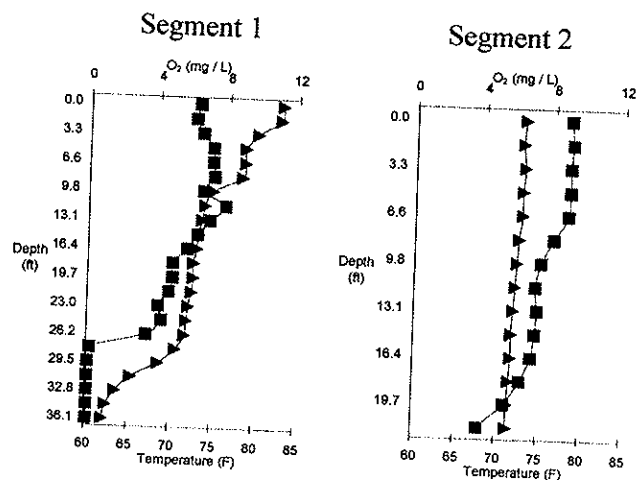 Segment 1
O₂ (mg / L)
0 4 8 12
0.0
3.3
6.6
9.8
13.1
16.4
19.7
23.0
26.2
29.5
32.8
36.1
Depth
(ft)
60 65 70 75 80 85
Temperature (F)
Segment 2
O₂ (mg / L)
0 4 8 12
0.0
3.3
6.6
9.8
13.1
16.4
19.7
Depth
(ft)
60 65 70 75 80 85
Temperature (F)